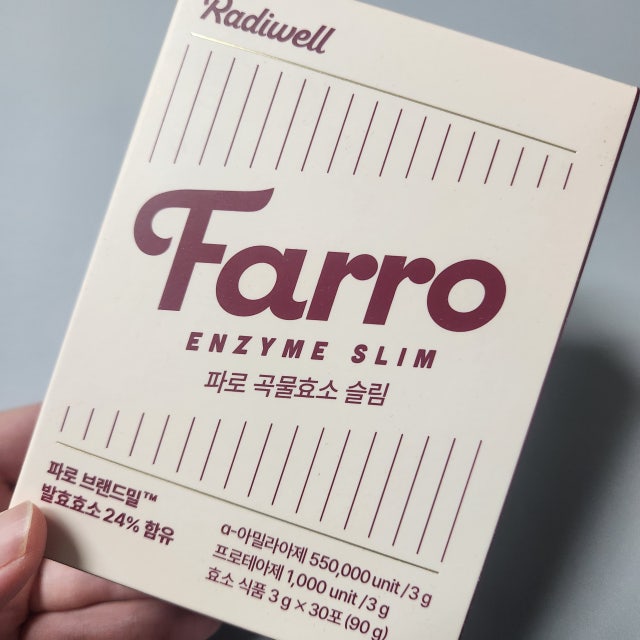 Radiwell
Farro
ENZYME SLIM
파로 곡물효소 슬림
파로 브랜드밀™
발효효소 24% 함유
α-아밀라아제 550,000 unit/3 g
프로테아제 1,000 unit/3 g
효소 식품 3 g × 30포 (90 g)